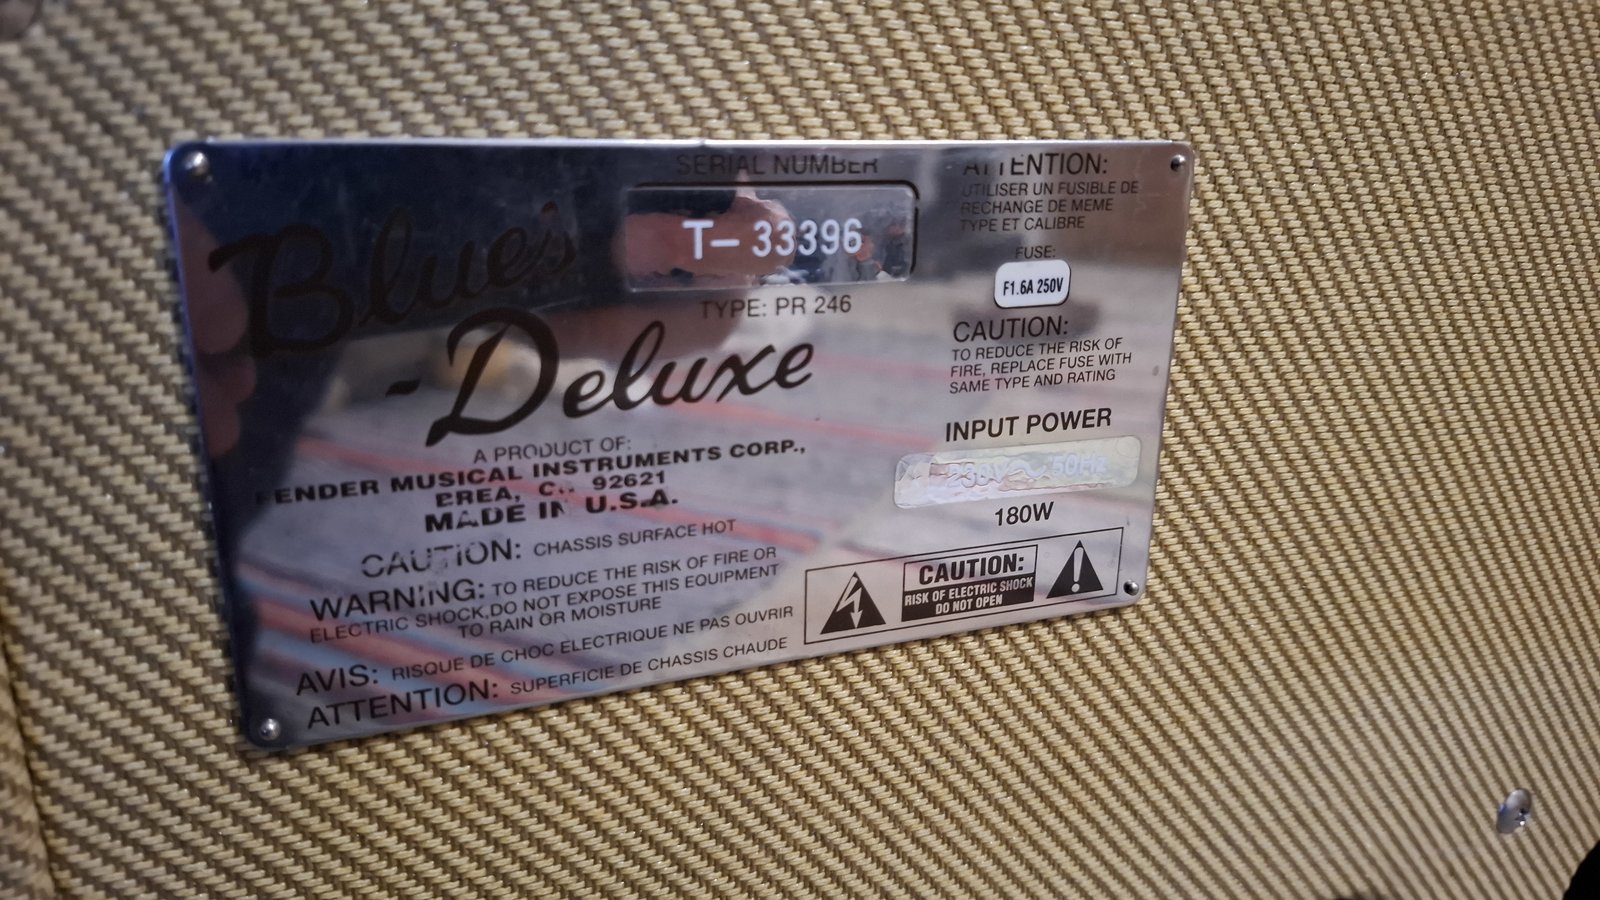 SERIAL NUMBER
T- 33396
TYPE: PR 246
Blues
Deluxe
A PRODUCT OF:
FENDER MUSICAL INSTRUMENTS CORP.,
BREA, CA 92621
MADE IN U.S.A.
CAUTION: CHASSIS SURFACE HOT
WARNING: TO REDUCE THE RISK OF FIRE OR
ELECTRIC SHOCK,DO NOT EXPOSE THIS EQUIPMENT
TO RAIN OR MOISTURE
AVIS: RISQUE DE CHOC ELECTRIQUE NE PAS OUVRIR
ATTENTION: SUPERFICIE DE CHASSIS CHAUDE
ATTENTION:
UTILISER UN FUSIBLE DE
RECHANGE DE MEME
TYPE ET CALIBRE
FUSE:
F1.6A 250V
CAUTION:
TO REDUCE THE RISK OF
FIRE, REPLACE FUSE WITH
SAME TYPE AND RATING
INPUT POWER
230V~50Hz
180W
CAUTION:
RISK OF ELECTRIC SHOCK
DO NOT OPEN